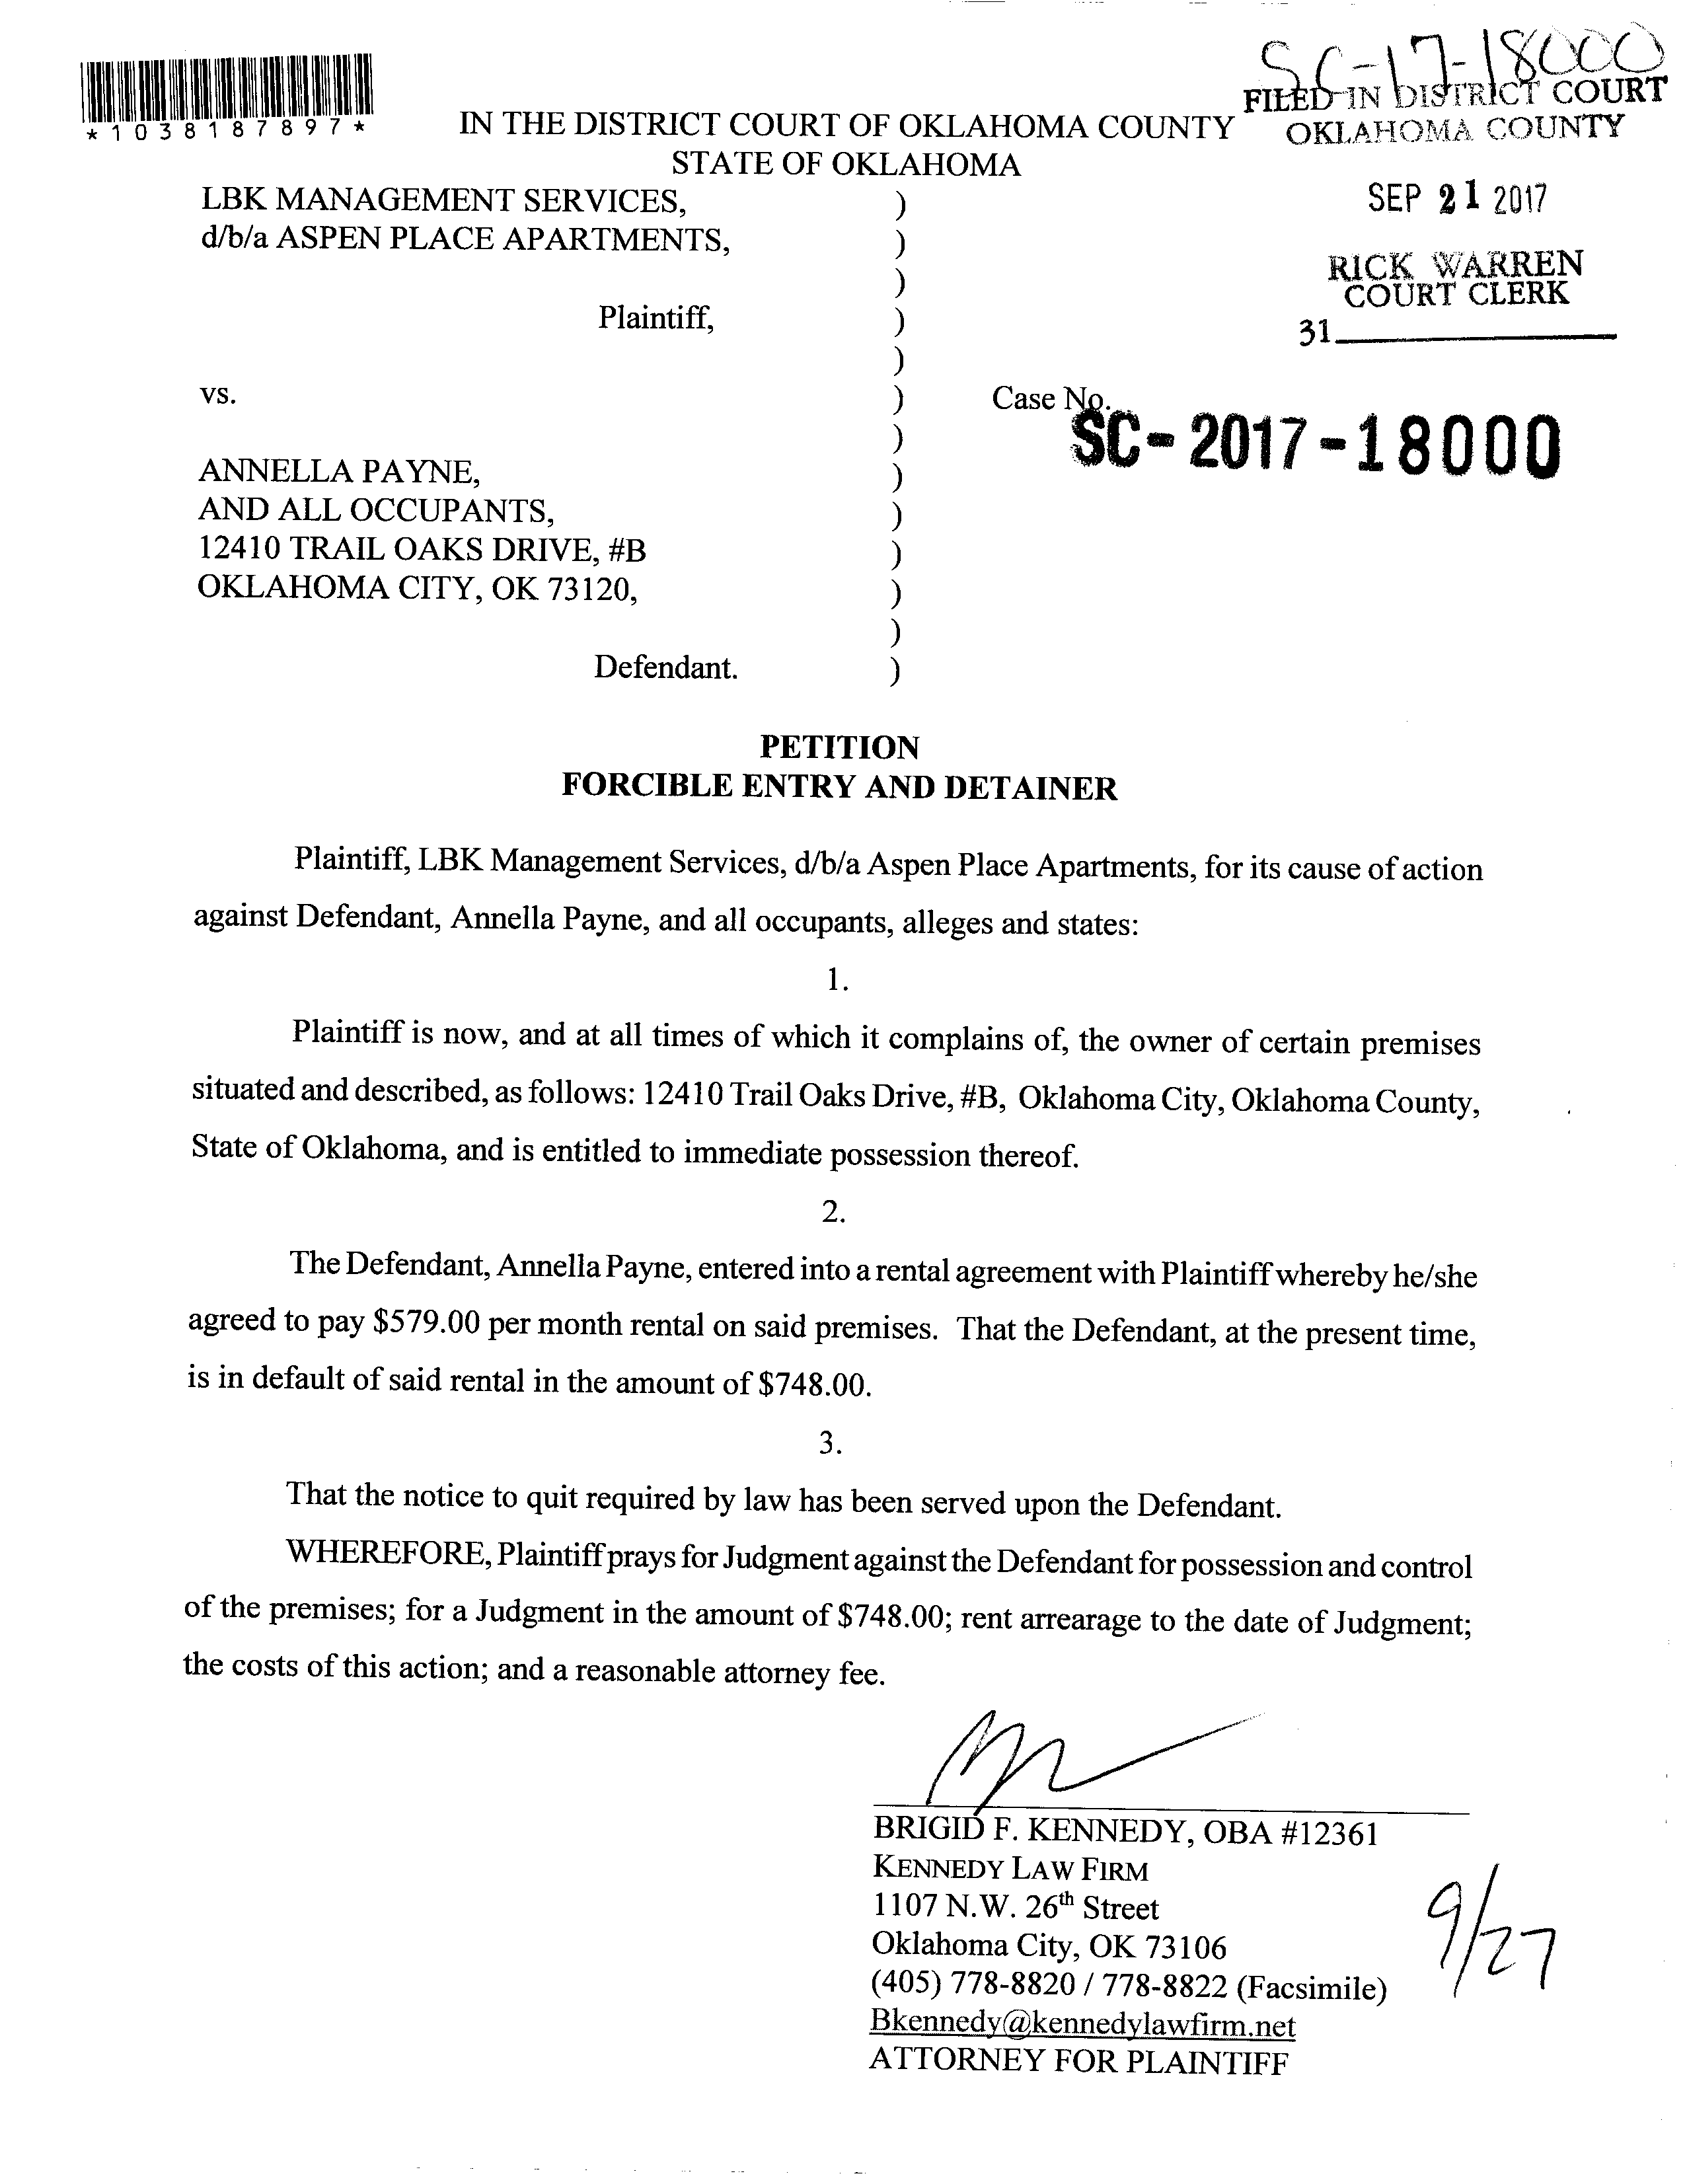 SC-17-18000
*1038187897*
FILED IN DISTRICT COURT
OKLAHOMA COUNTY
IN THE DISTRICT COURT OF OKLAHOMA COUNTY
STATE OF OKLAHOMA
SEP 21 2017
RICK WARREN
COURT CLERK
31
LBK MANAGEMENT SERVICES, )
d/b/a ASPEN PLACE APARTMENTS, )
)
Plaintiff, )
)
vs. ) Case No.
) SC-2017-18000
ANNELLA PAYNE, )
AND ALL OCCUPANTS, )
12410 TRAIL OAKS DRIVE, #B )
OKLAHOMA CITY, OK 73120, )
)
Defendant. )
PETITION
FORCIBLE ENTRY AND DETAINER
Plaintiff, LBK Management Services, d/b/a Aspen Place Apartments, for its cause of action
against Defendant, Annella Payne, and all occupants, alleges and states:
1.
Plaintiff is now, and at all times of which it complains of, the owner of certain premises
situated and described, as follows: 12410 Trail Oaks Drive, #B, Oklahoma City, Oklahoma County,
State of Oklahoma, and is entitled to immediate possession thereof.
2.
The Defendant, Annella Payne, entered into a rental agreement with Plaintiff whereby he/she
agreed to pay $579.00 per month rental on said premises. That the Defendant, at the present time,
is in default of said rental in the amount of $748.00.
3.
That the notice to quit required by law has been served upon the Defendant.
WHEREFORE, Plaintiff prays for Judgment against the Defendant for possession and control
of the premises; for a Judgment in the amount of $748.00; rent arrearage to the date of Judgment;
the costs of this action; and a reasonable attorney fee.
BRIGID F. KENNEDY, OBA #12361
KENNEDY LAW FIRM
1107 N.W. 26th Street
Oklahoma City, OK 73106
(405) 778-8820 / 778-8822 (Facsimile)
Bkennedy@kennedylawfirm.net
ATTORNEY FOR PLAINTIFF
9/27